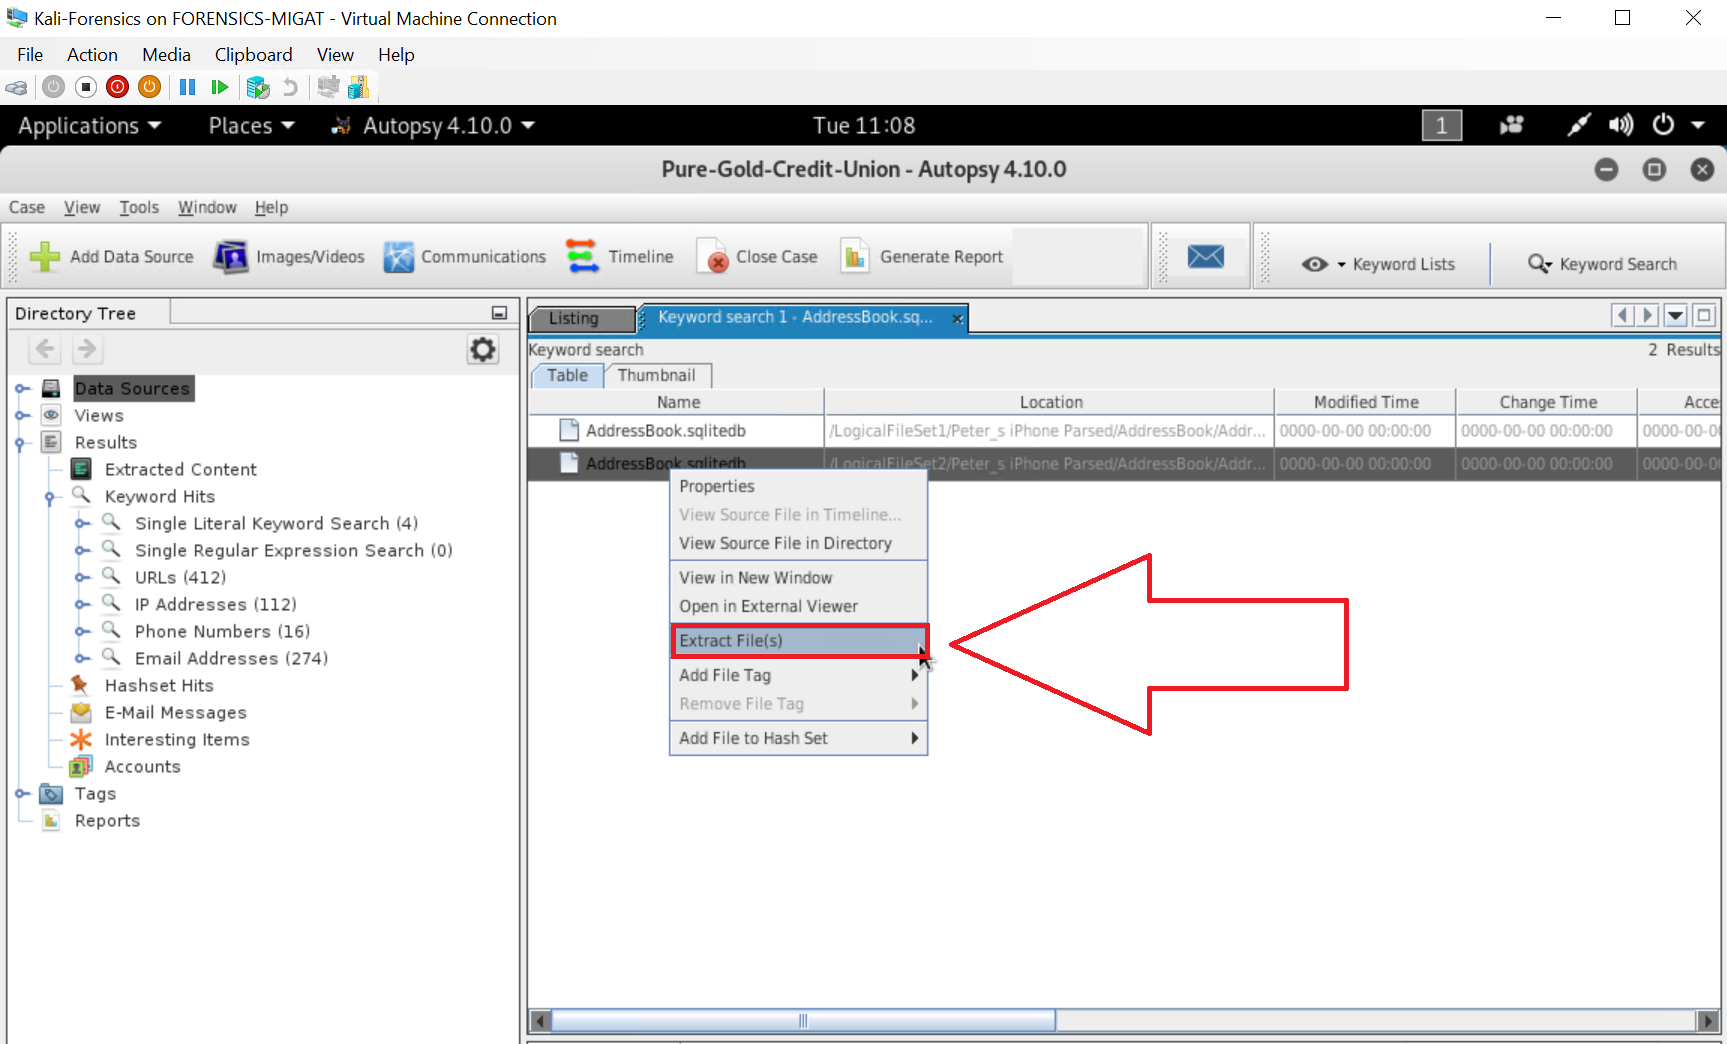 Kali-Forensics on FORENSICS-MIGAT - Virtual Machine Connection
File Action Media Clipboard View Help
Applications Places Autopsy 4.10.0 Tue 11:08 1
Pure-Gold-Credit-Union - Autopsy 4.10.0
Case View Tools Window Help
Add Data Source Images/Videos Communications Timeline Close Case Generate Report Keyword Lists Keyword Search
Directory Tree
Listing Keyword search 1 - AddressBook.sq...
Keyword search 2 Results
Table Thumbnail
Name Location Modified Time Change Time Acce
AddressBook.sqlitedb /LogicalFileSet1/Peter_s iPhone Parsed/AddressBook/Addr... 0000-00-00 00:00:00 0000-00-00 00:00:00 0000-00-0
AddressBook.sqlitedb /LogicalFileSet2/Peter_s iPhone Parsed/AddressBook/Addr... 0000-00-00 00:00:00 0000-00-00 00:00:00 0000-00-0
Data Sources
Views
Results
Extracted Content
Keyword Hits
Single Literal Keyword Search (4)
Single Regular Expression Search (0)
URLs (412)
IP Addresses (112)
Phone Numbers (16)
Email Addresses (274)
Hashset Hits
E-Mail Messages
Interesting Items
Accounts
Tags
Reports
Properties
View Source File in Timeline...
View Source File in Directory
View in New Window
Open in External Viewer
Extract File(s)
Add File Tag
Remove File Tag
Add File to Hash Set